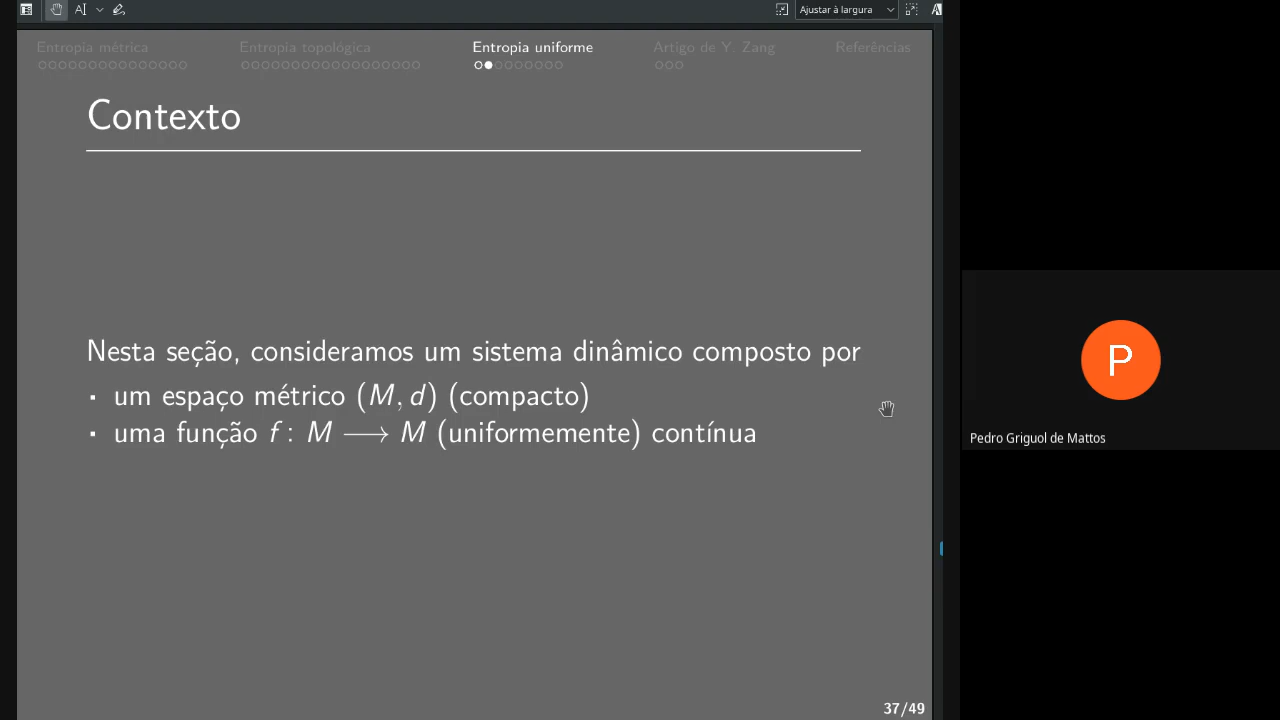 Ajustar à largura
Entropia métrica Entropia topológica Entropia uniforme Artigo de Y. Zang Referências
Contexto
Nesta seção, consideramos um sistema dinâmico composto por
· um espaço métrico (M, d) (compacto)
· uma função f : M ⟶ M (uniformemente) contínua
P
Pedro Griguol de Mattos
37/49